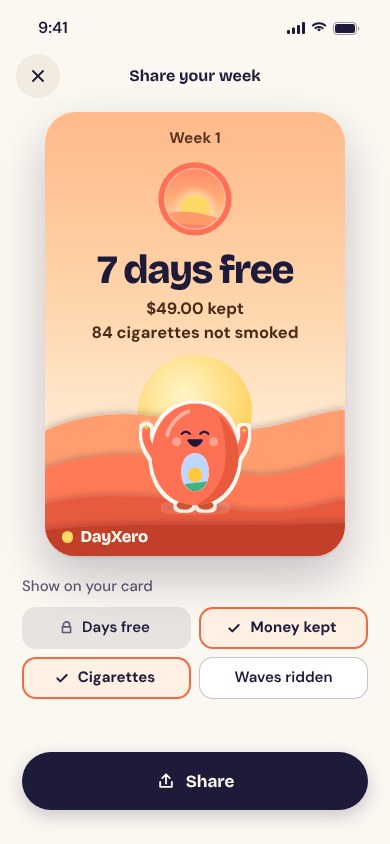 9:41
Share your week
Week 1
7 days free
$49.00 kept
84 cigarettes not smoked
DayXero
Show on your card
Days free
Money kept
Cigarettes
Waves ridden
Share